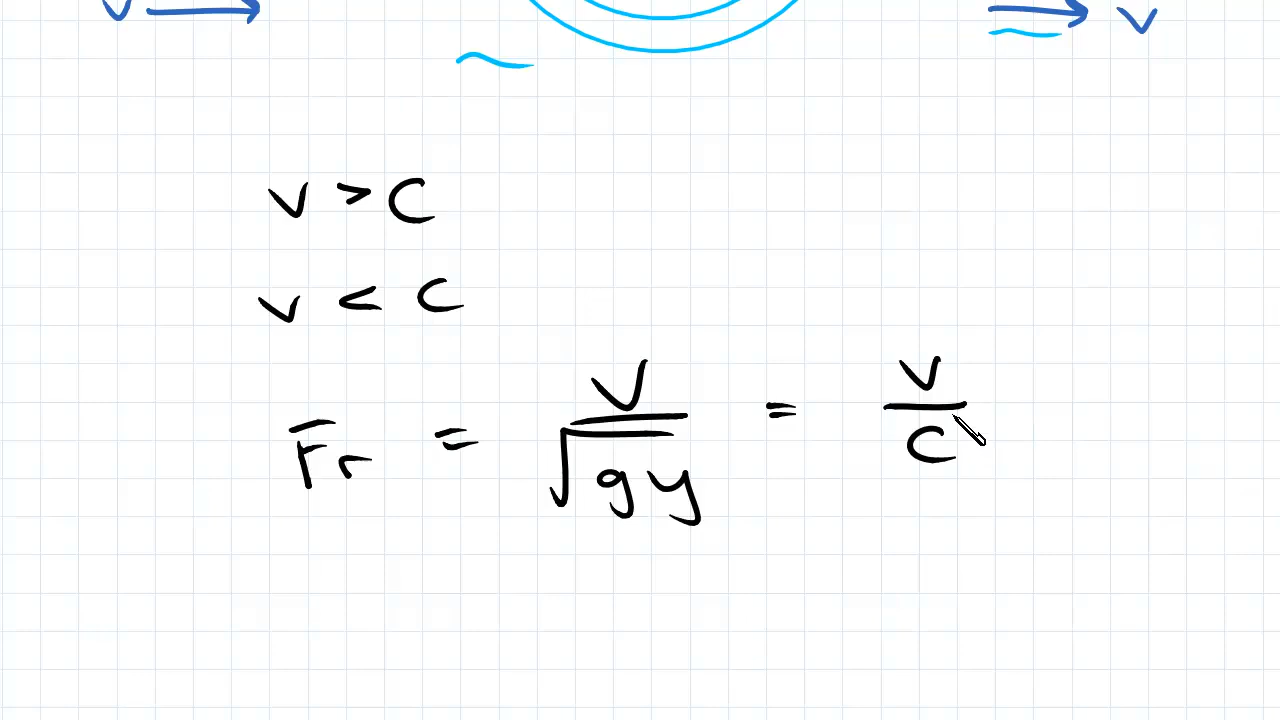 v → → v
v > c
v < c
Fr = v/√gy = v/c